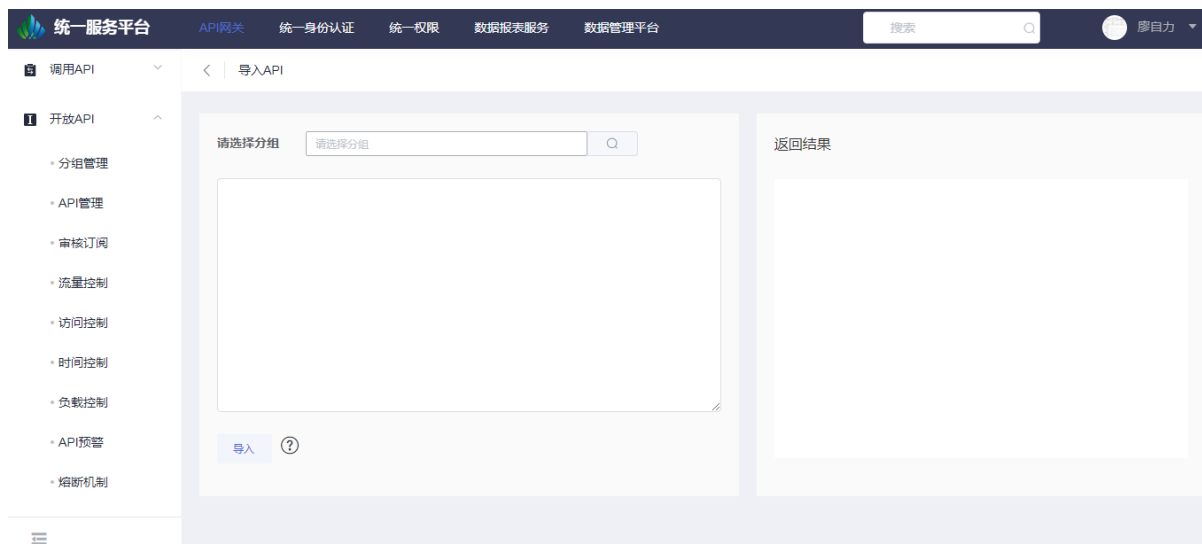 统一服务平台
API网关 统一身份认证 统一权限 数据报表服务 数据管理平台
搜索
廖自力
调用API
开放API
分组管理
API管理
审核订阅
流量控制
访问控制
时间控制
负载控制
API预警
熔断机制
导入API
请选择分组 请选择分组
导入
返回结果